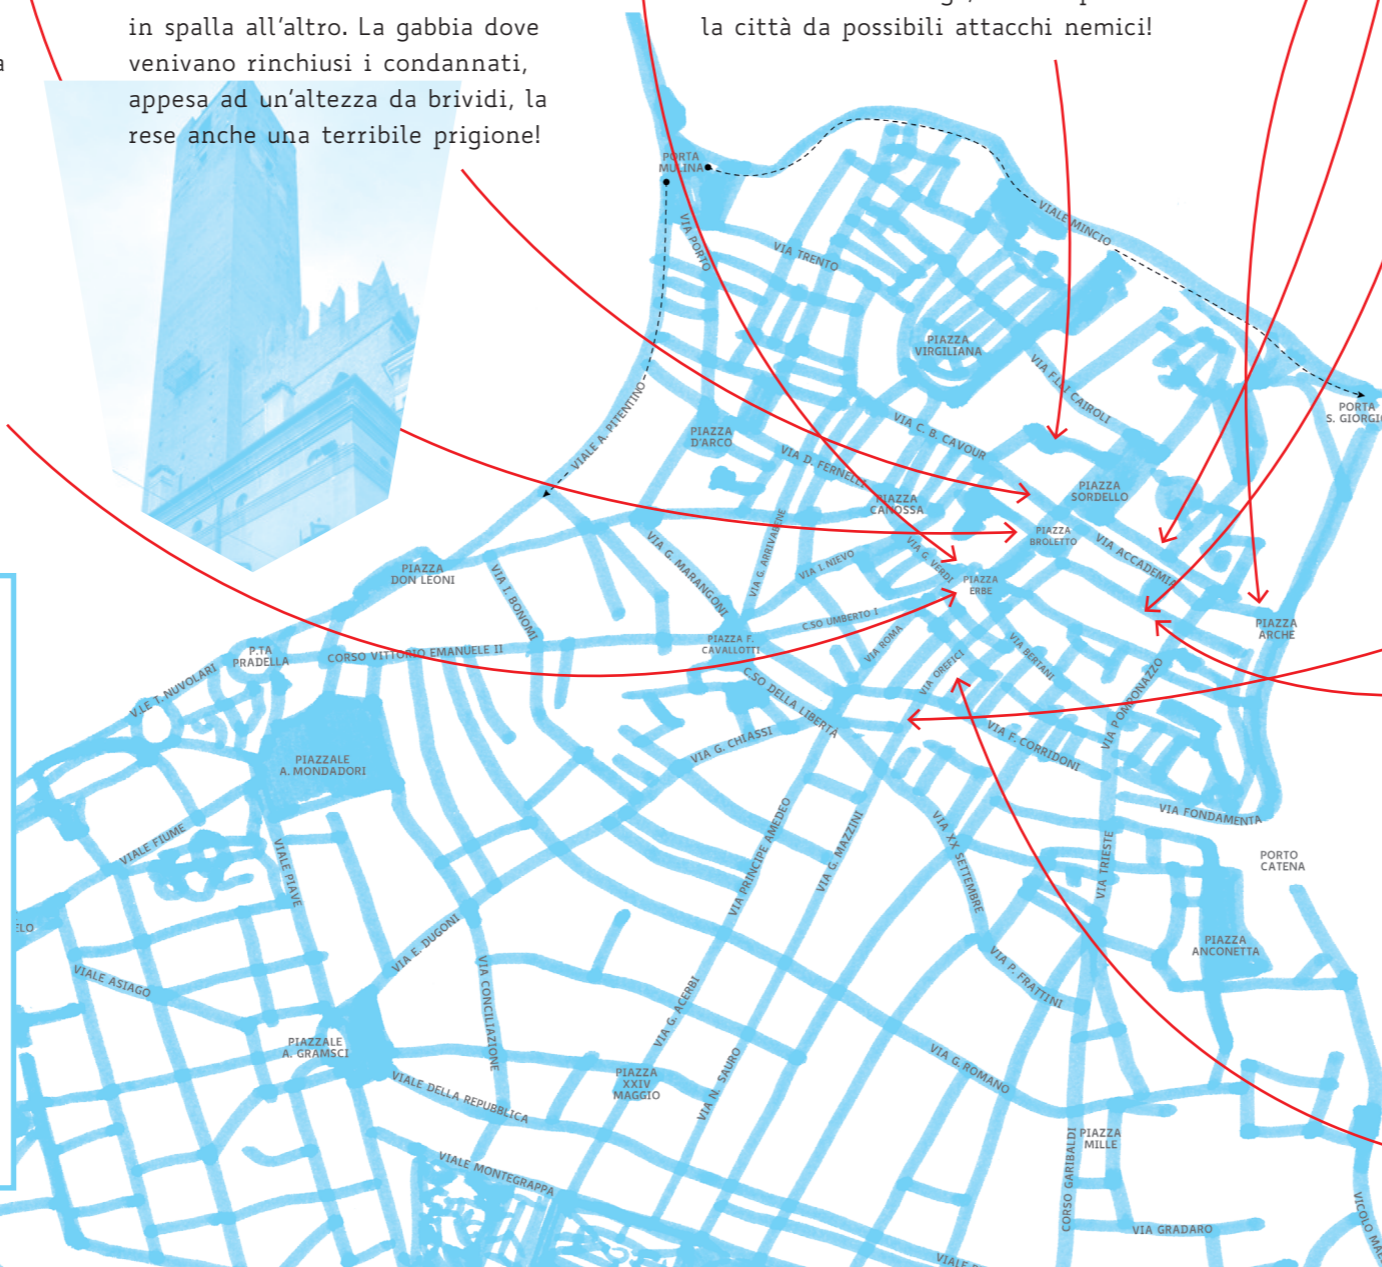 in spalla all'altro. La gabbia dove
venivano rinchiusi i condannati,
appesa ad un'altezza da brividi, la
rese anche una terribile prigione!
la città da possibili attacchi nemici!
a
PORTA
MULINA
VIA PORTO
VIA TRENTO
VIALE MINCIO
PIAZZA
VIRGILIANA
VIA F.LLI CAIROLI
PORTA
S. GIORGIO
VIALE A. PITENTINO
PIAZZA
D'ARCO
VIA C. B. CAVOUR
VIA D. FERNELLI
PIAZZA
CANOSSA
PIAZZA
SORDELLO
PIAZZA
BROLETTO
VIA ACCADEMIA
VIA G. ARRIVABENE
VIA G. MARANGONI
VIA I. NIEVO
VIA G. VERDI
PIAZZA
ERBE
PIAZZA
DON LEONI
VIA I. BONOMI
C.SO UMBERTO I
PIAZZA
ARCHE
PIAZZA F.
CAVALLOTTI
VIA ROMA
VIA BERTANI
P.TA
PRADELLA
CORSO VITTORIO EMANUELE II
VIA OREFICI
V.LE T. NUVOLARI
C.SO DELLA LIBERTÀ
VIA POMPONAZZO
VIA G. CHIASSI
VIA F. CORRIDONI
PIAZZALE
A. MONDADORI
VIA FONDAMENTA
VIALE FIUME
VIALE PIAVE
VIA PRINCIPE AMEDEO
VIA G. MAZZINI
VIA XX SETTEMBRE
VIA TRIESTE
PORTO
CATENA
ELO
VIA E. DUGONI
PIAZZA
ANCONETTA
VIALE ASIAGO
VIA CONCILIAZIONE
VIA P. FRATTINI
VIA G. ACERBI
PIAZZALE
A. GRAMSCI
VIA G. ROMANO
PIAZZA
XXIV
MAGGIO
VIA N. SAURO
VIALE DELLA REPUBBLICA
PIAZZA
MILLE
CORSO GARIBALDI
VIALE MONTEGRAPPA
VIA GRADARO
VICOLO MA
VIALE